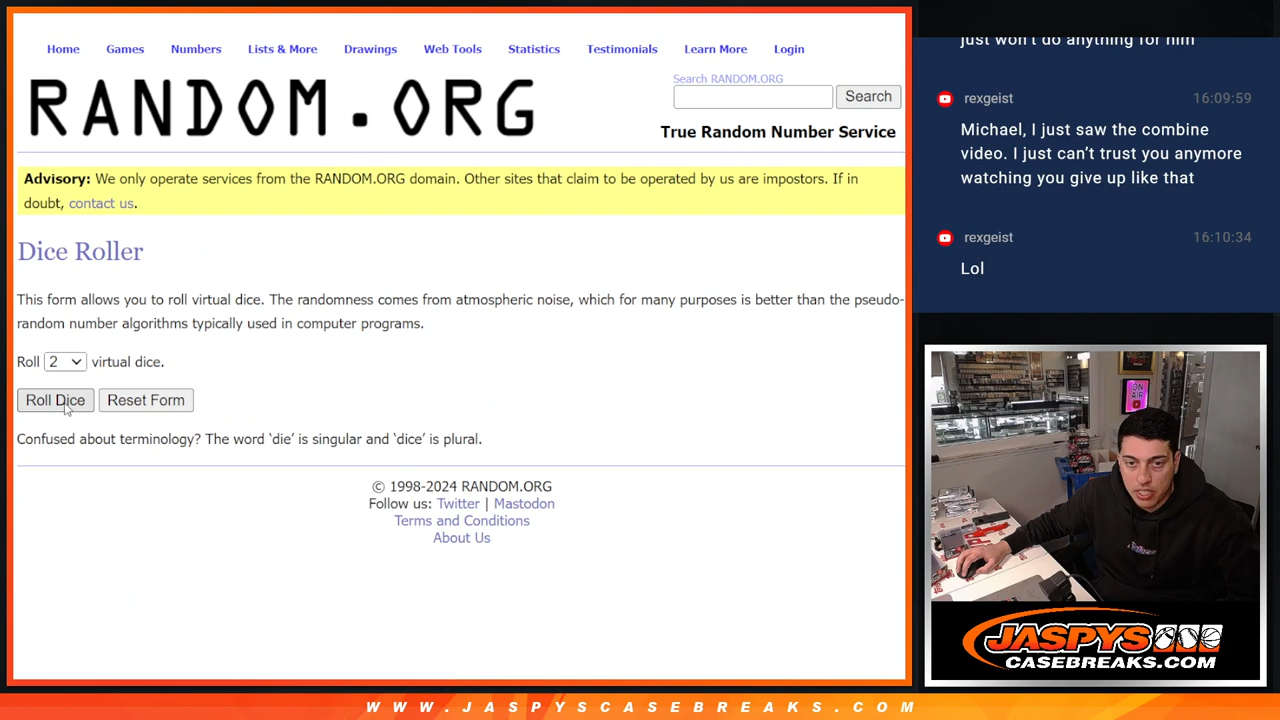 Home Games Numbers Lists & More Drawings Web Tools Statistics Testimonials Learn More Login
RANDOM.ORG
Search RANDOM.ORG
Search
True Random Number Service
Advisory: We only operate services from the RANDOM.ORG domain. Other sites that claim to be operated by us are impostors. If in
doubt, contact us.
Dice Roller
This form allows you to roll virtual dice. The randomness comes from atmospheric noise, which for many purposes is better than the pseudo-
random number algorithms typically used in computer programs.
Roll 2 virtual dice.
Roll Dice Reset Form
Confused about terminology? The word ‘die’ is singular and ‘dice’ is plural.
© 1998-2024 RANDOM.ORG
Follow us: Twitter | Mastodon
Terms and Conditions
About Us
just won't do anything for him
rexgeist 16:09:59
Michael, I just saw the combine
video. I just can’t trust you anymore
watching you give up like that
rexgeist 16:10:34
Lol
ON
AIR
JASPYS
CASEBREAKS.COM
WWW.JASPYSCASEBREAKS.COM